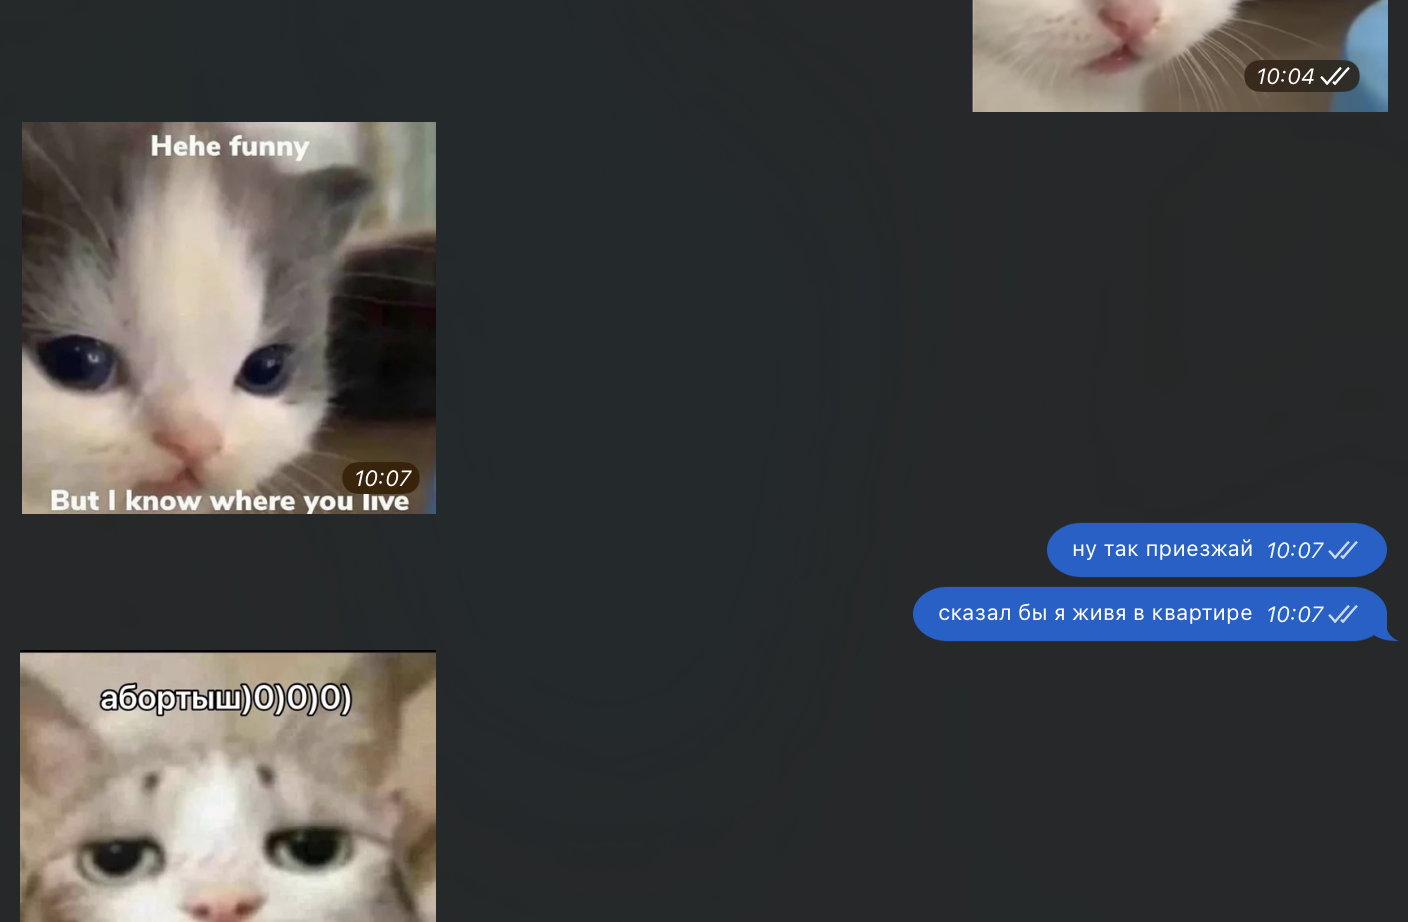 10:04
Hehe funny
10:07
But I know where you live
ну так приезжай 10:07
сказал бы я живя в квартире 10:07
абортыш)0)0)0)